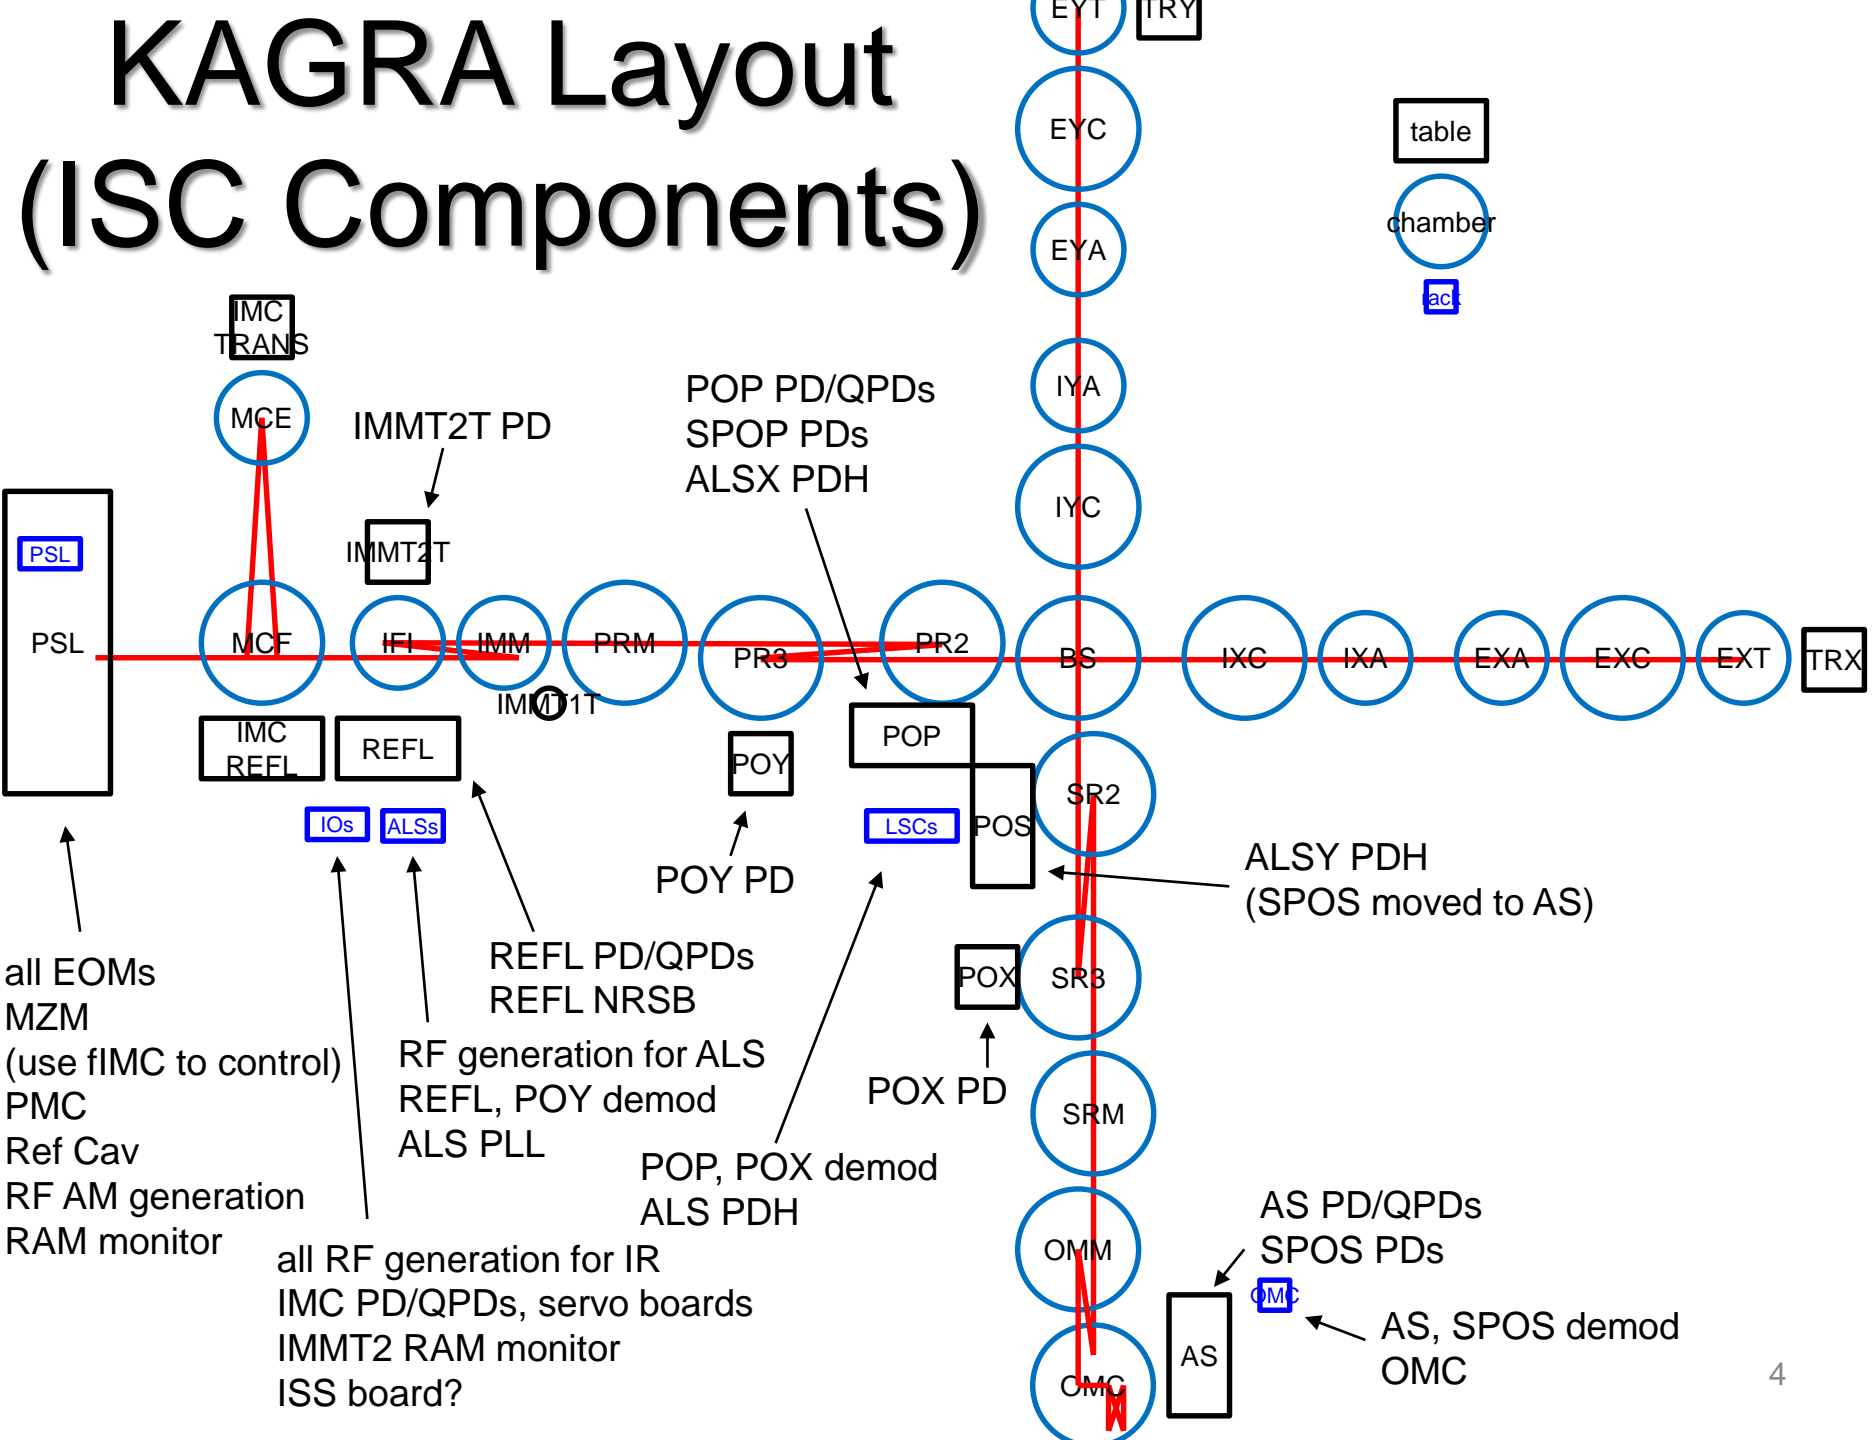 KAGRA Layout
(ISC Components)
EYT
TRY
EYC
EYA
IYA
IYC
table
chamber
rack
IMC
TRANS
MCE
IMMT2T PD
POP PD/QPDs
SPOP PDs
ALSX PDH
PSL
PSL
IMMT2T
MCF
IFI
IMM
PRM
PR3
PR2
BS
IXC
IXA
EXA
EXC
EXT
TRX
IMMT1T
IMC
REFL
REFL
POY
POP
POS
SR2
IOs
ALSs
LSCs
POY PD
ALSY PDH
(SPOS moved to AS)
all EOMs
MZM
(use fIMC to control)
PMC
Ref Cav
RF AM generation
RAM monitor
REFL PD/QPDs
REFL NRSB
RF generation for ALS
REFL, POY demod
ALS PLL
POX
SR3
POX PD
SRM
POP, POX demod
ALS PDH
all RF generation for IR
IMC PD/QPDs, servo boards
IMMT2 RAM monitor
ISS board?
OMM
OMC
AS PD/QPDs
SPOS PDs
OMC
AS
AS, SPOS demod
OMC
4